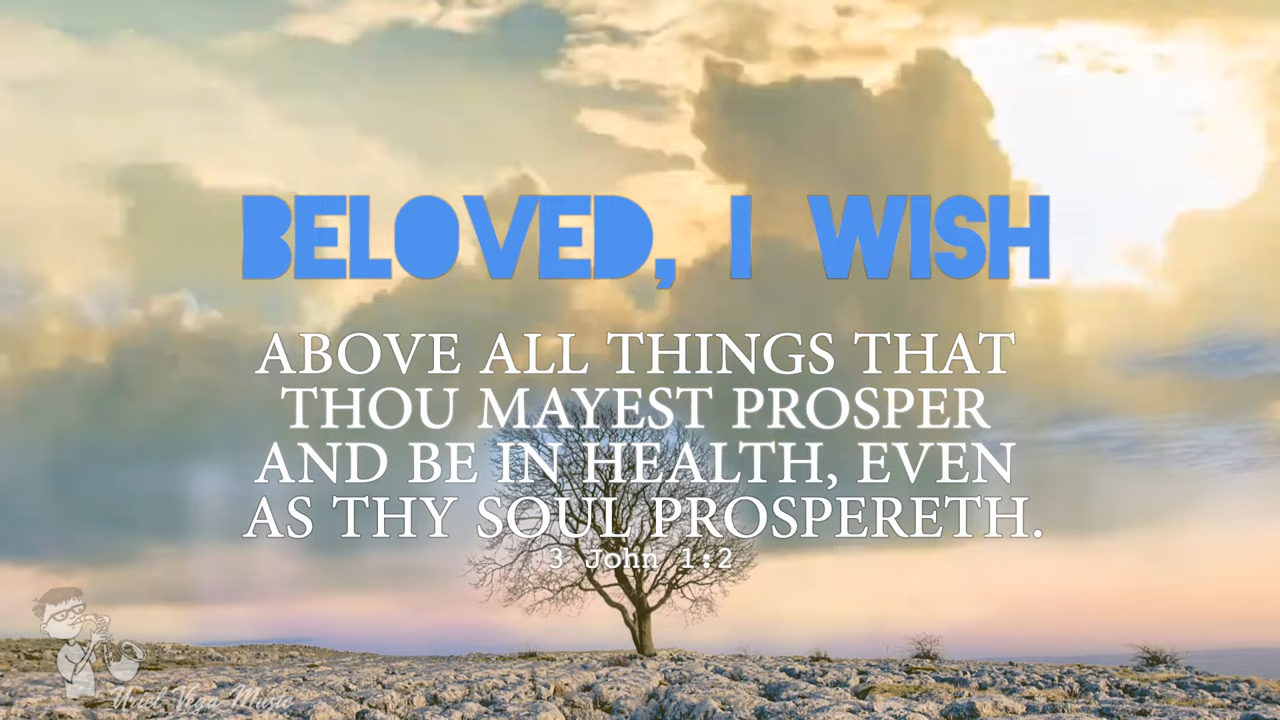 BELOVED, I WISH
ABOVE ALL THINGS THAT
THOU MAYEST PROSPER
AND BE IN HEALTH, EVEN
AS THY SOUL PROSPERETH.
3 John 1:2
Uriel Vega Music